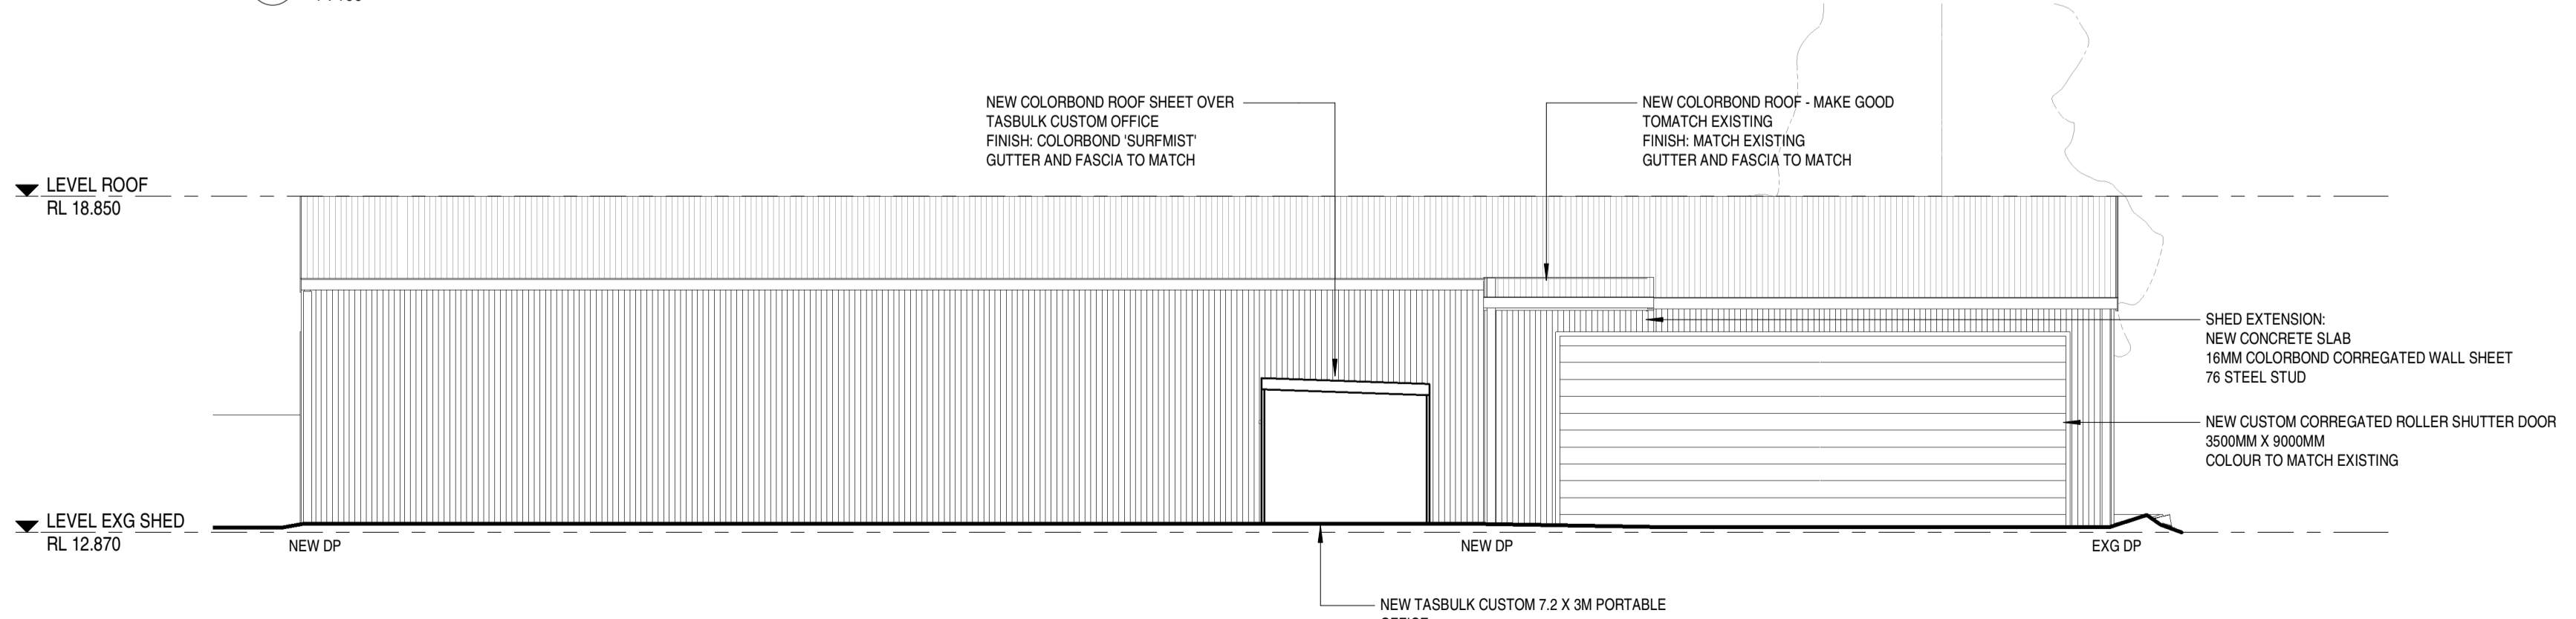 NEW COLORBOND ROOF SHEET OVER
TASBULK CUSTOM OFFICE
FINISH: COLORBOND 'SURFMIST'
GUTTER AND FASCIA TO MATCH
NEW COLORBOND ROOF - MAKE GOOD
TOMATCH EXISTING
FINISH: MATCH EXISTING
GUTTER AND FASCIA TO MATCH
LEVEL ROOF
RL 18.850
SHED EXTENSION:
NEW CONCRETE SLAB
16MM COLORBOND CORREGATED WALL SHEET
76 STEEL STUD
NEW CUSTOM CORREGATED ROLLER SHUTTER DOOR
3500MM X 9000MM
COLOUR TO MATCH EXISTING
LEVEL EXG SHED
RL 12.870
NEW DP
NEW DP
EXG DP
NEW TASBULK CUSTOM 7.2 X 3M PORTABLE